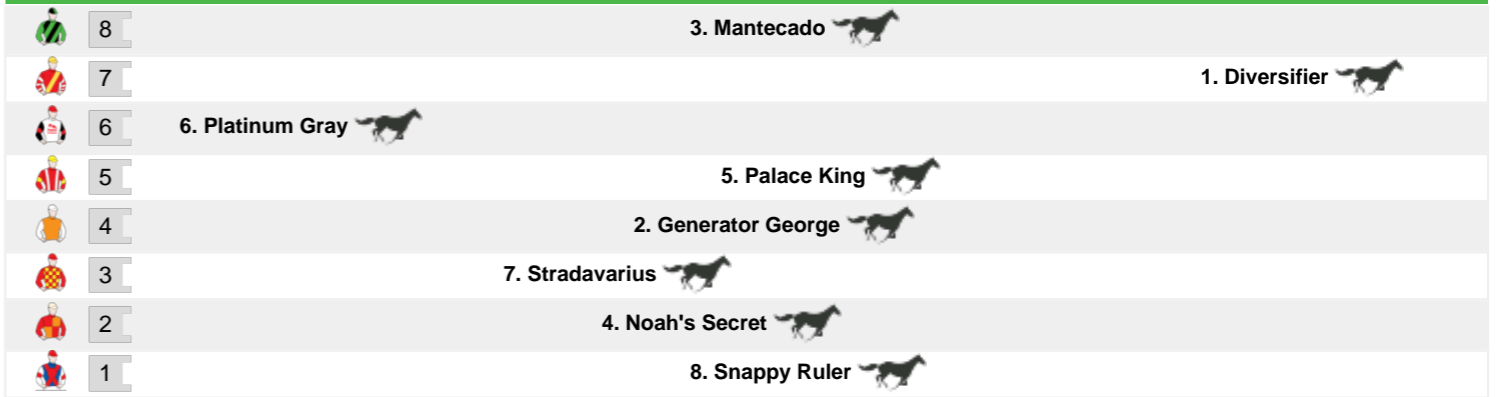 8 3. Mantecado
7 1. Diversifier
6 6. Platinum Gray
5 5. Palace King
4 2. Generator George
3 7. Stradavarius
2 4. Noah's Secret
1 8. Snappy Ruler